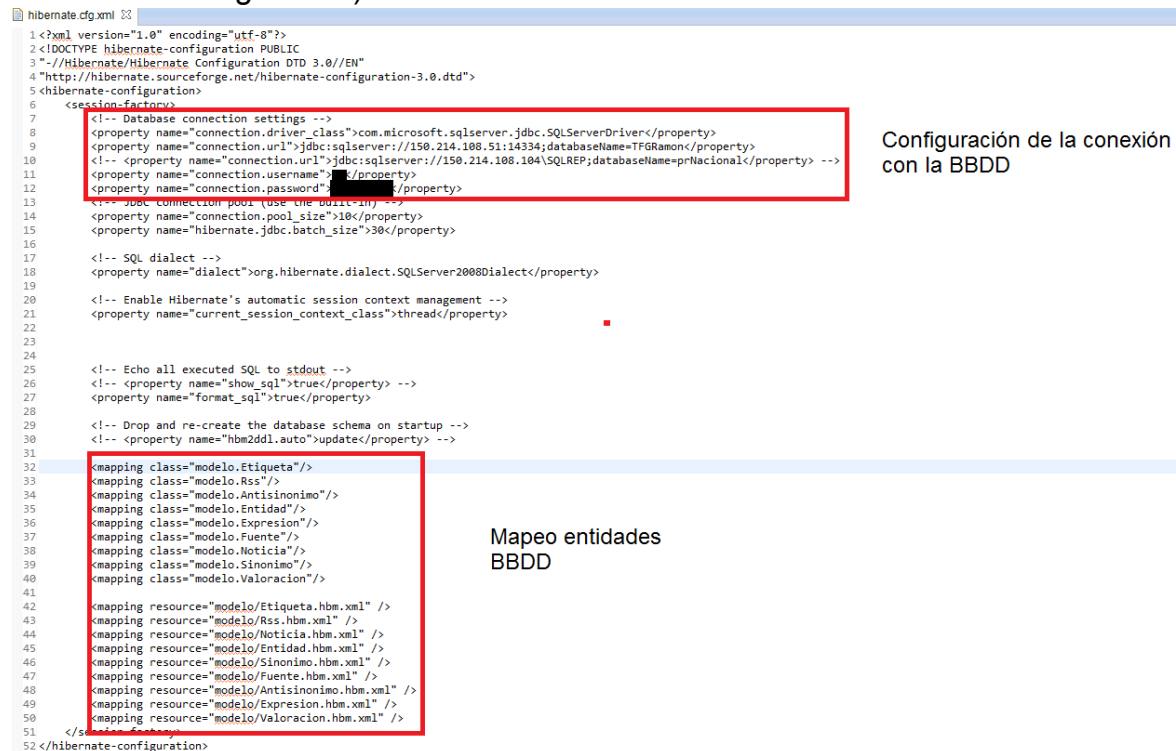 hibernate.cfg.xml
1 <?xml version="1.0" encoding="utf-8"?>
2 <!DOCTYPE hibernate-configuration PUBLIC
3 "-//Hibernate/Hibernate Configuration DTD 3.0//EN"
4 "http://hibernate.sourceforge.net/hibernate-configuration-3.0.dtd">
5 <hibernate-configuration>
6 <session-factory>
7 <!-- Database connection settings -->
8 <property name="connection.driver_class">com.microsoft.sqlserver.jdbc.SQLServerDriver</property>
9 <property name="connection.url">jdbc:sqlserver://150.214.108.51:14334;databaseName=TFGRamon</property>
10 <!-- <property name="connection.url">jdbc:sqlserver://150.214.108.104\SQLREP;databaseName=prNacional</property> -->
11 <property name="connection.username"></property>
12 <property name="connection.password"></property>
Configuración de la conexión
con la BBDD
13 <!-- JDBC connection pool (use the built-in) -->
14 <property name="connection.pool_size">10</property>
15 <property name="hibernate.jdbc.batch_size">30</property>
16
17 <!-- SQL dialect -->
18 <property name="dialect">org.hibernate.dialect.SQLServer2008Dialect</property>
19
20 <!-- Enable Hibernate's automatic session context management -->
21 <property name="current_session_context_class">thread</property>
22
23
24
25 <!-- Echo all executed SQL to stdout -->
26 <!-- <property name="show_sql">true</property> -->
27 <property name="format_sql">true</property>
28
29 <!-- Drop and re-create the database schema on startup -->
30 <!-- <property name="hbm2ddl.auto">update</property> -->
31
32 <mapping class="modelo.Etiqueta"/>
33 <mapping class="modelo.Rss"/>
34 <mapping class="modelo.Antisinonimo"/>
35 <mapping class="modelo.Entidad"/>
36 <mapping class="modelo.Expresion"/>
37 <mapping class="modelo.Fuente"/>
38 <mapping class="modelo.Noticia"/>
39 <mapping class="modelo.Sinonimo"/>
40 <mapping class="modelo.Valoracion"/>
41
Mapeo entidades
BBDD
42 <mapping resource="modelo/Etiqueta.hbm.xml" />
43 <mapping resource="modelo/Rss.hbm.xml" />
44 <mapping resource="modelo/Noticia.hbm.xml" />
45 <mapping resource="modelo/Entidad.hbm.xml" />
46 <mapping resource="modelo/Sinonimo.hbm.xml" />
47 <mapping resource="modelo/Fuente.hbm.xml" />
48 <mapping resource="modelo/Antisinonimo.hbm.xml" />
49 <mapping resource="modelo/Expresion.hbm.xml" />
50 <mapping resource="modelo/Valoracion.hbm.xml" />
51 </session-factory>
52 </hibernate-configuration>